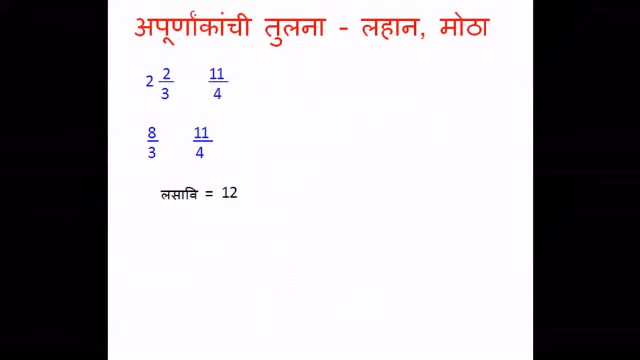 अपूर्णांकांची तुलना - लहान, मोठा
2 2/3 11/4
8/3 11/4
लसावि = 12